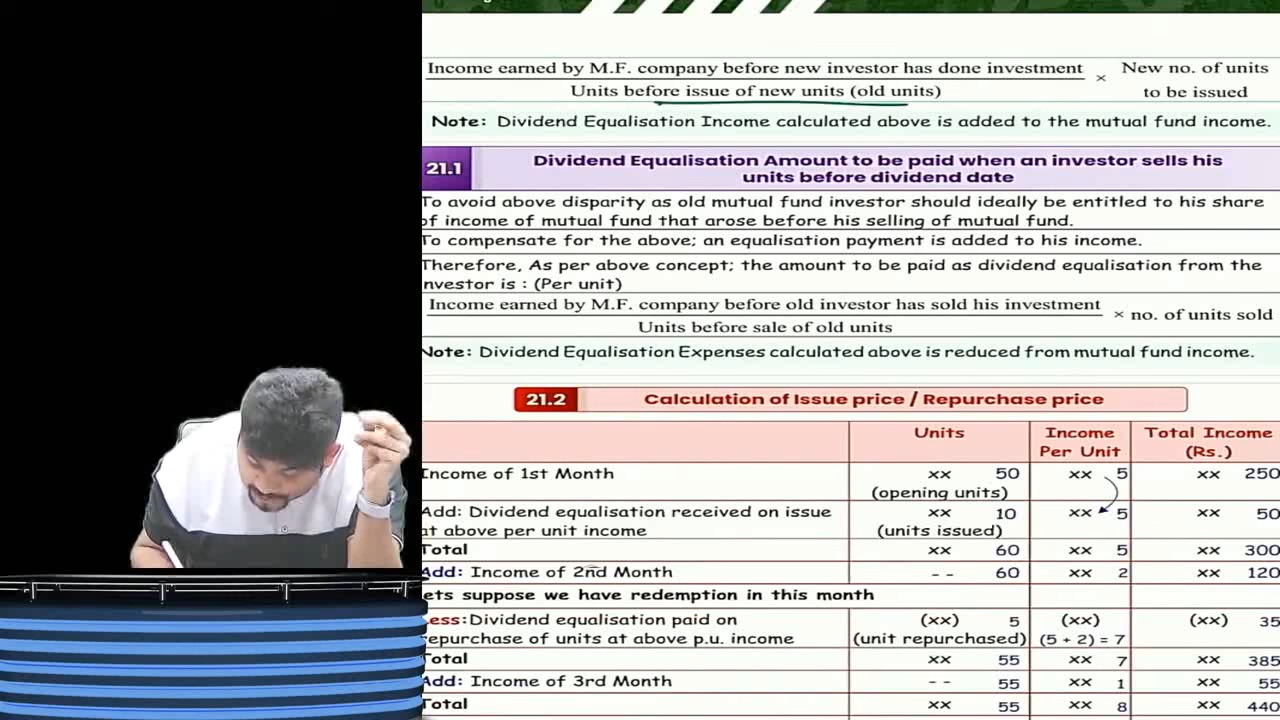 Income earned by M.F. company before new investor has done investment × New no. of units
Units before issue of new units (old units) to be issued
Note: Dividend Equalisation Income calculated above is added to the mutual fund income.
21.1 Dividend Equalisation Amount to be paid when an investor sells his
units before dividend date
To avoid above disparity as old mutual fund investor should ideally be entitled to his share
of income of mutual fund that arose before his selling of mutual fund.
To compensate for the above; an equalisation payment is added to his income.
Therefore, As per above concept; the amount to be paid as dividend equalisation from the
nvestor is : (Per unit)
Income earned by M.F. company before old investor has sold his investment × no. of units sold
Units before sale of old units
Note: Dividend Equalisation Expenses calculated above is reduced from mutual fund income.
21.2 Calculation of Issue price / Repurchase price
Units Income Total Income
Per Unit (Rs.)
Income of 1st Month xx 50 xx 5 xx 250
(opening units)
Add: Dividend equalisation received on issue xx 10 xx 5 xx 50
at above per unit income (units issued)
Total xx 60 xx 5 xx 300
Add: Income of 2nd Month -- 60 xx 2 xx 120
ets suppose we have redemption in this month
ess:Dividend equalisation paid on (xx) 5 (xx) (xx) 35
repurchase of units at above p.u. income (unit repurchased) (5 + 2) = 7
Total xx 55 xx 7 xx 385
Add: Income of 3rd Month -- 55 xx 1 xx 55
Total xx 55 xx 8 xx 440